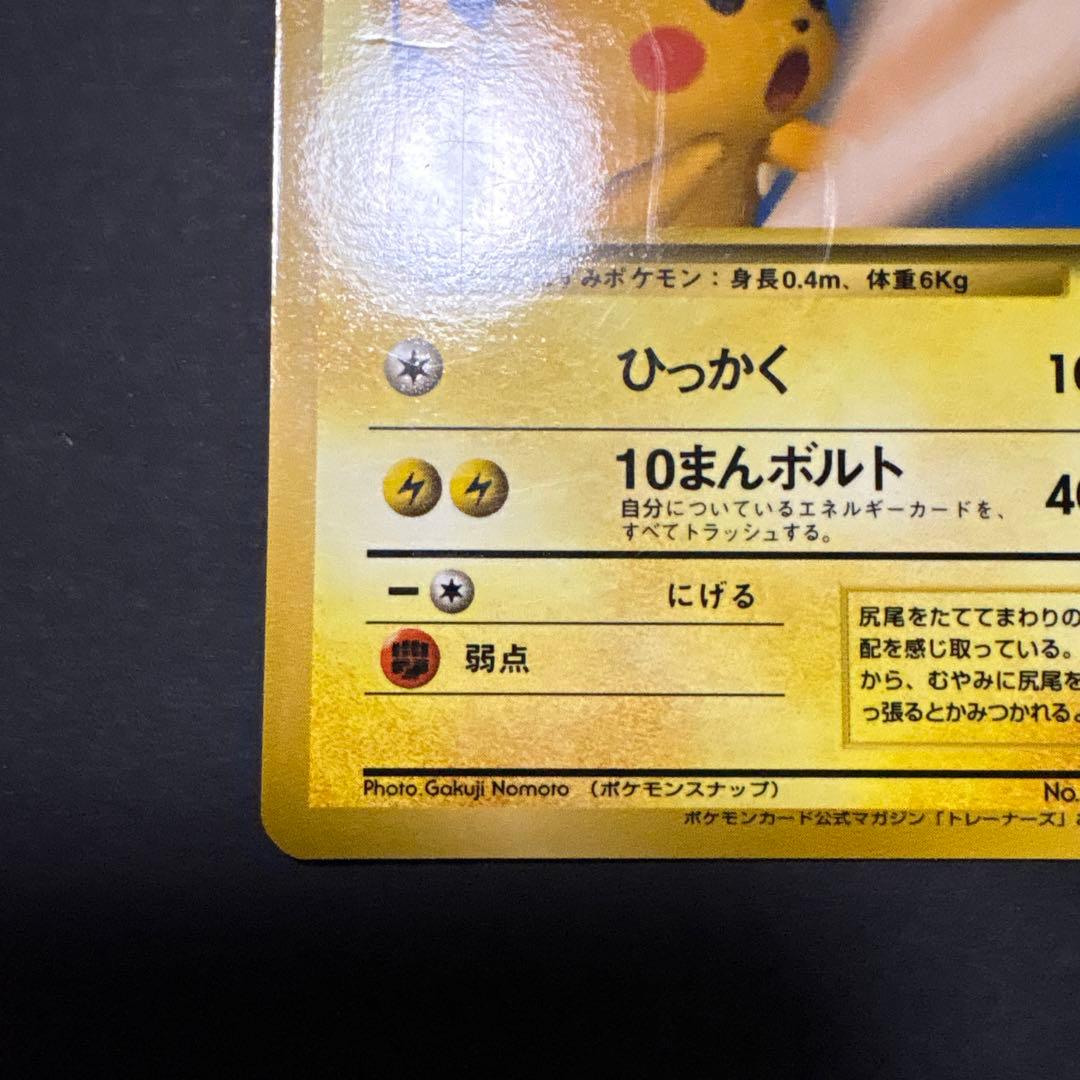 ずみポケモン：身長0.4m、体重6Kg
ひっかく 10
10まんボルト 40
自分についているエネルギーカードを、
すべてトラッシュする。
− にげる
弱点
尻尾をたててまわりの
配を感じ取っている。
から、むやみに尻尾を
っ張るとかみつかれるよ
Photo. Gakuji Nomoto （ポケモンスナップ） No.
ポケモンカード公式マガジン「トレーナーズ」